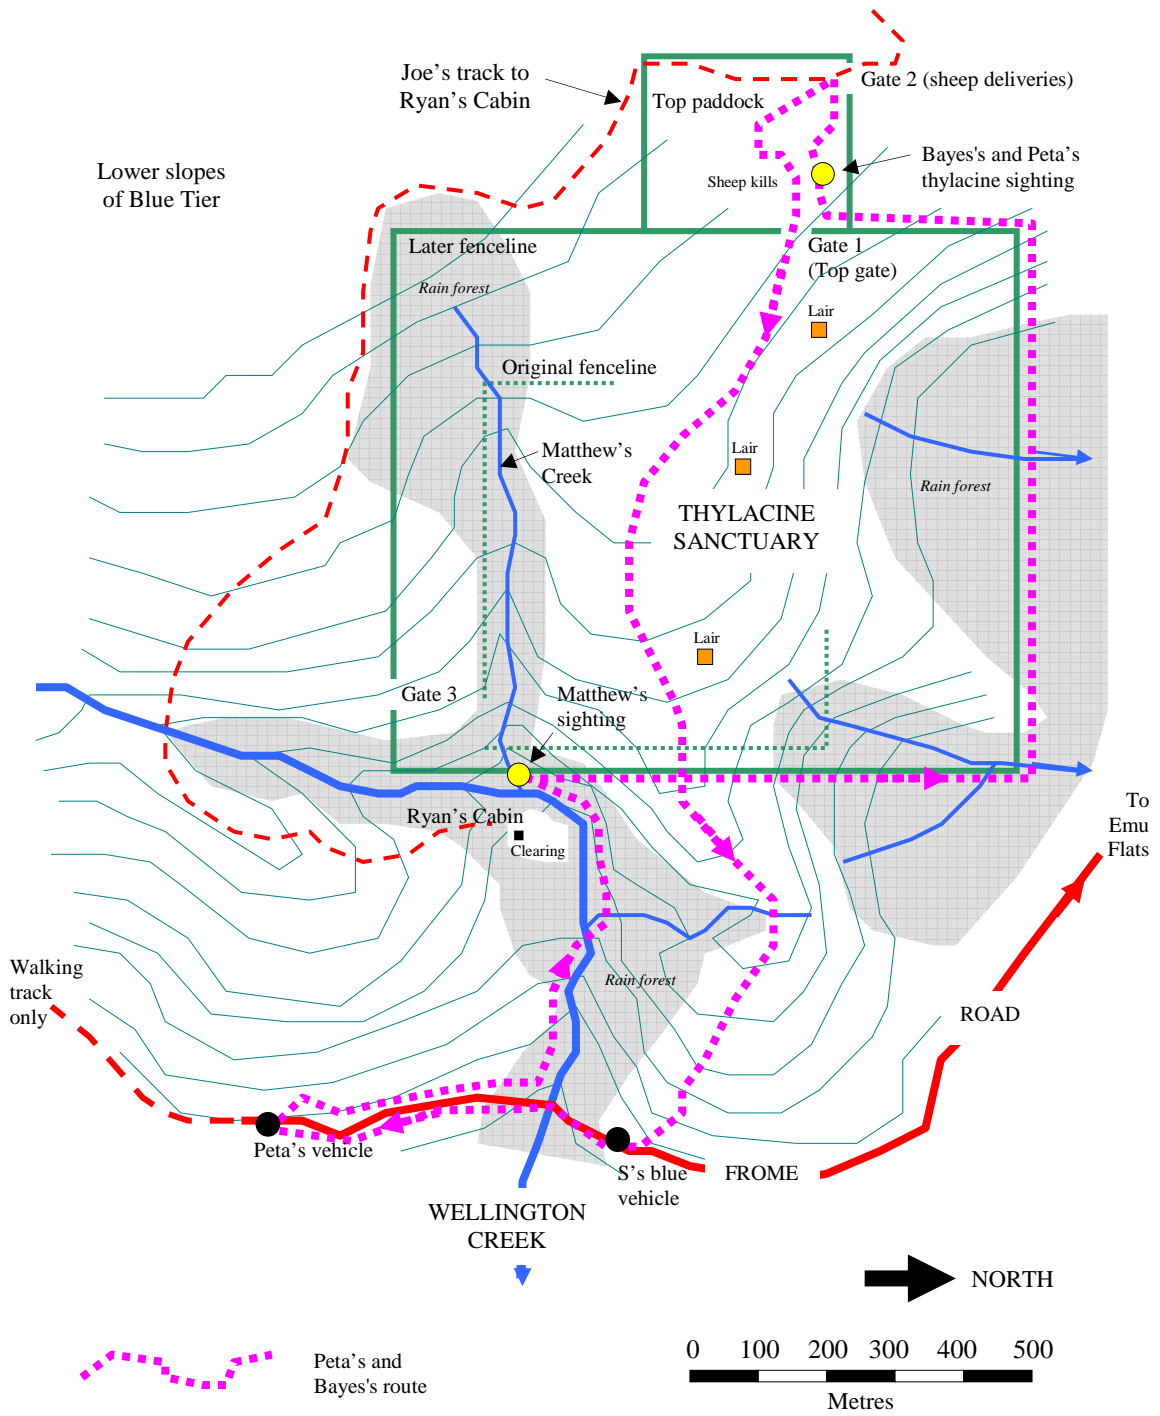 Joe's track to
Ryan's Cabin
Gate 2 (sheep deliveries)
Top paddock
Bayes's and Peta's
thylacine sighting
Lower slopes
of Blue Tier
Sheep kills
Later fenceline
Gate 1
(Top gate)
Rain forest
Lair
Original fenceline
Matthew's
Creek
Lair
Rain forest
THYLACINE
SANCTUARY
Lair
Gate 3
Matthew's
sighting
Ryan's Cabin
Clearing
To
Emu
Flats
Walking
track
only
Rain forest
ROAD
Peta's vehicle
S's blue
vehicle
FROME
WELLINGTON
CREEK
NORTH
Peta's and
Bayes's route
0 100 200 300 400 500
Metres